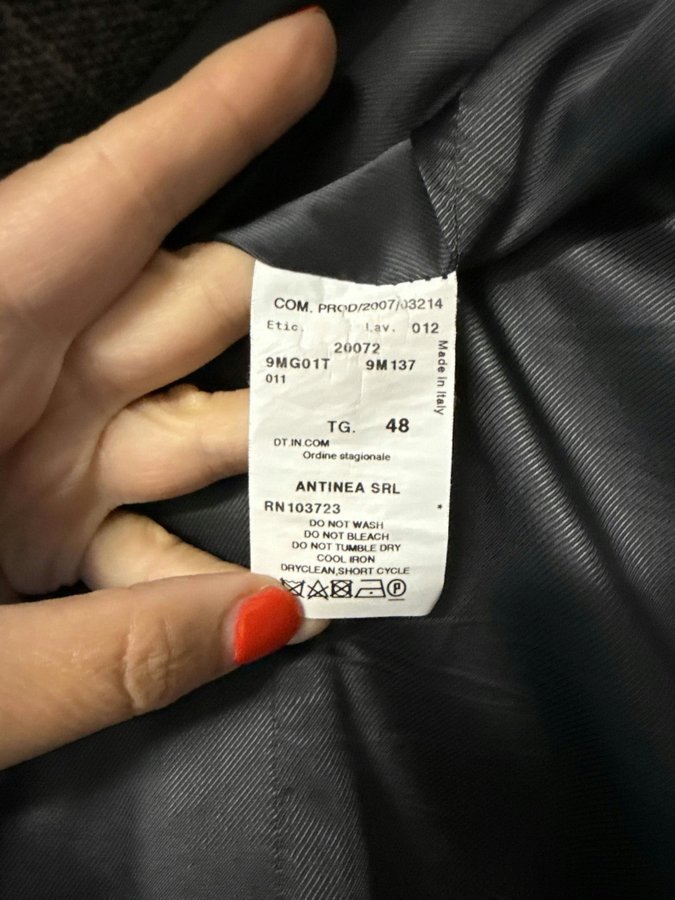 COM. PROD/2007/03214
Etic. Lav. 012
20072
9MG01T 9M137
011
Made in Italy
TG. 48
DT.IN.COM
Ordine stagionale
ANTINEA SRL
RN103723 *
DO NOT WASH
DO NOT BLEACH
DO NOT TUMBLE DRY
COOL IRON
DRYCLEAN,SHORT CYCLE
P